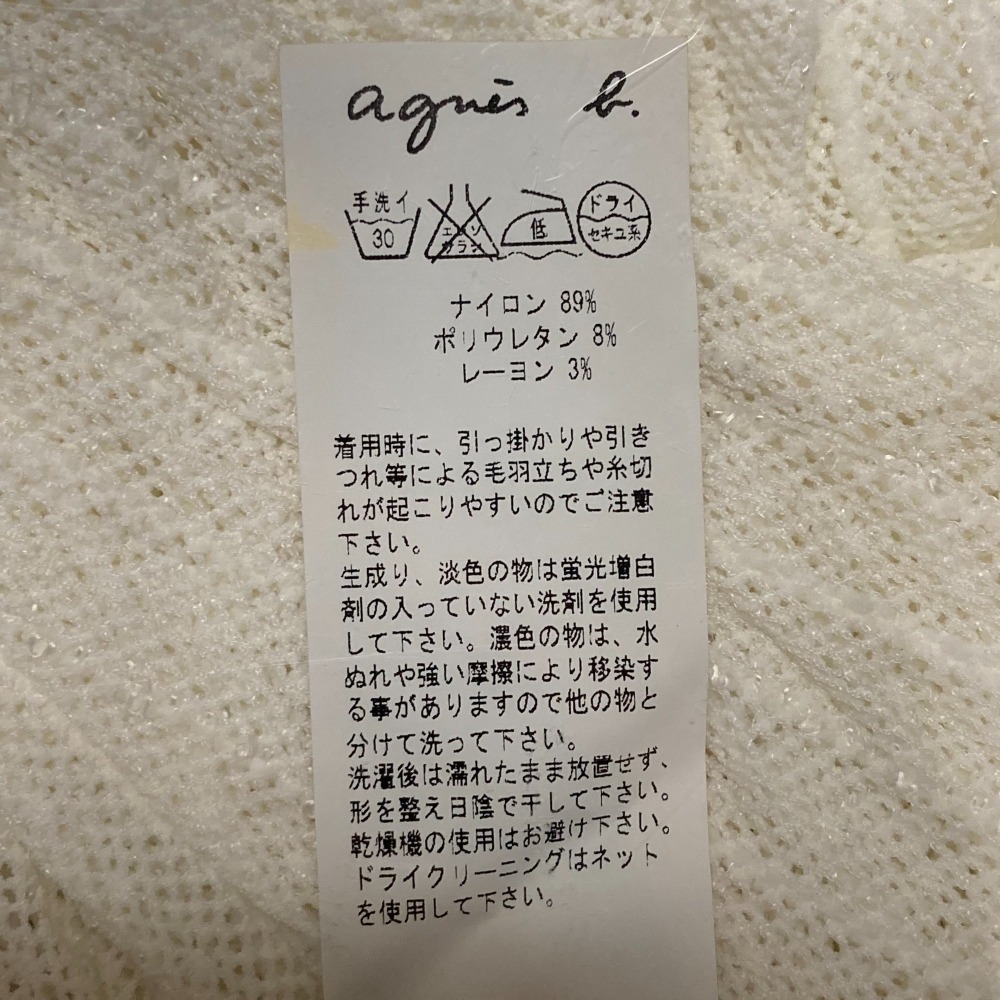 agnès b.
手洗イ
30
エンソ
サラシ
低
ドライ
セキユ系
ナイロン 89%
ポリウレタン 8%
レーヨン 3%
着用時に、引っ掛かりや引き
つれ等による毛羽立ちや糸切
れが起こりやすいのでご注意
下さい。
生成り、淡色の物は蛍光増白
剤の入っていない洗剤を使用
して下さい。濃色の物は、水
ぬれや強い摩擦により移染す
る事がありますので他の物と
分けて洗って下さい。
洗濯後は濡れたまま放置せず、
形を整え日陰で干して下さい。
乾燥機の使用はお避け下さい。
ドライクリーニングはネット
を使用して下さい。